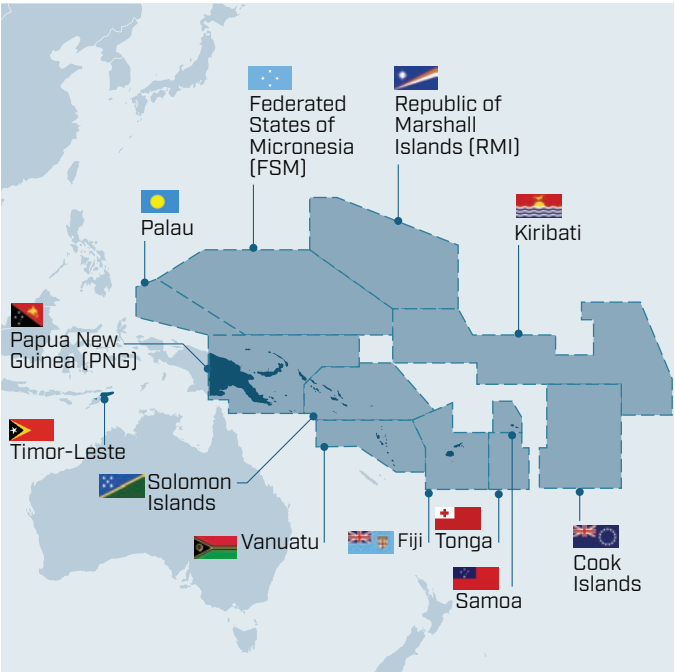 Federated
States of
Micronesia
(FSM)
Republic of
Marshall
Islands (RMI)
Palau
Kiribati
Papua New
Guinea (PNG)
Timor-Leste
Solomon
Islands
Vanuatu
Fiji
Tonga
Samoa
Cook
Islands